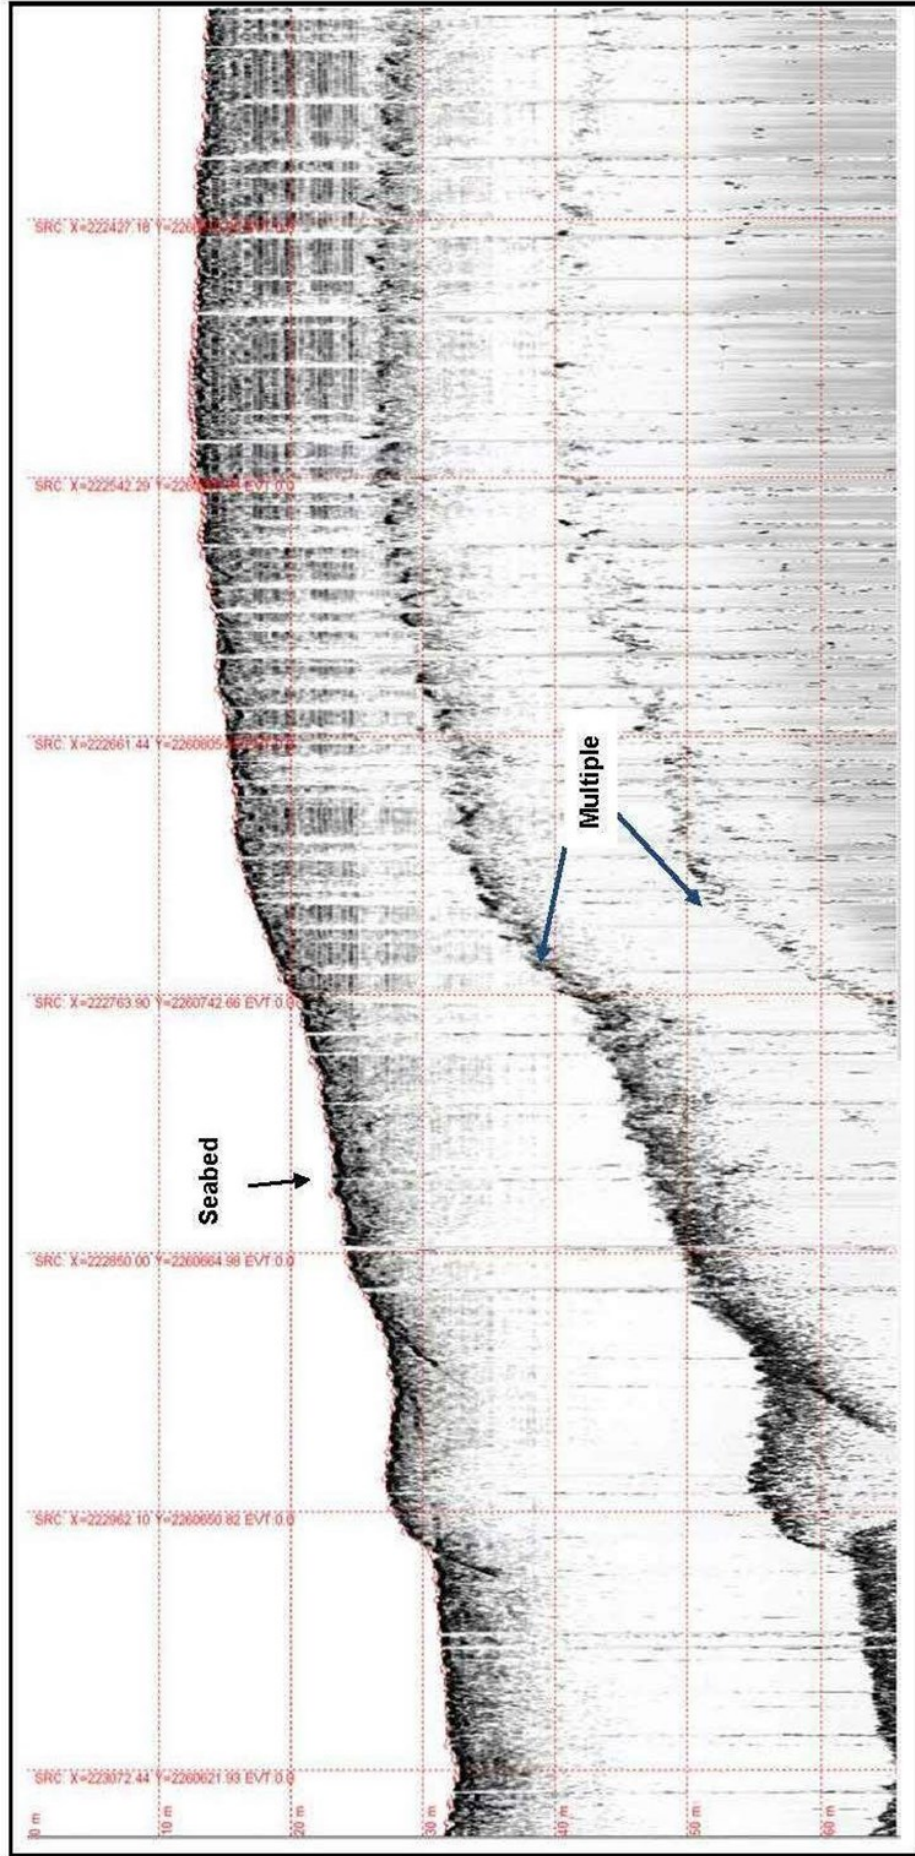 SRC: X=222427.18
SRC: X=222542.29
SRC: X=222661.44
SRC: X=222763.90 Y=2260742.66 EVT:0.0
SRC: X=222850.00 Y=2260664.98 EVT:0.0
SRC: X=222962.10 Y=2260650.82 EVT:0.0
SRC: X=223072.44 Y=2260621.93 EVT:0.0
Seabed
Multiple
0 m
10 m
20 m
30 m
40 m
50 m
60 m